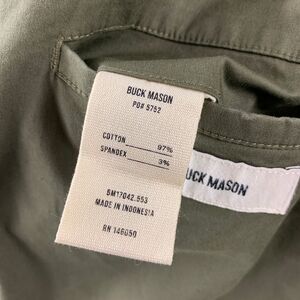 BUCK MASON
PO# 5752
COTTON 97%
SPANDEX 3%
BM17042.553
MADE IN INDONESIA
RN 146050
BUCK MASON